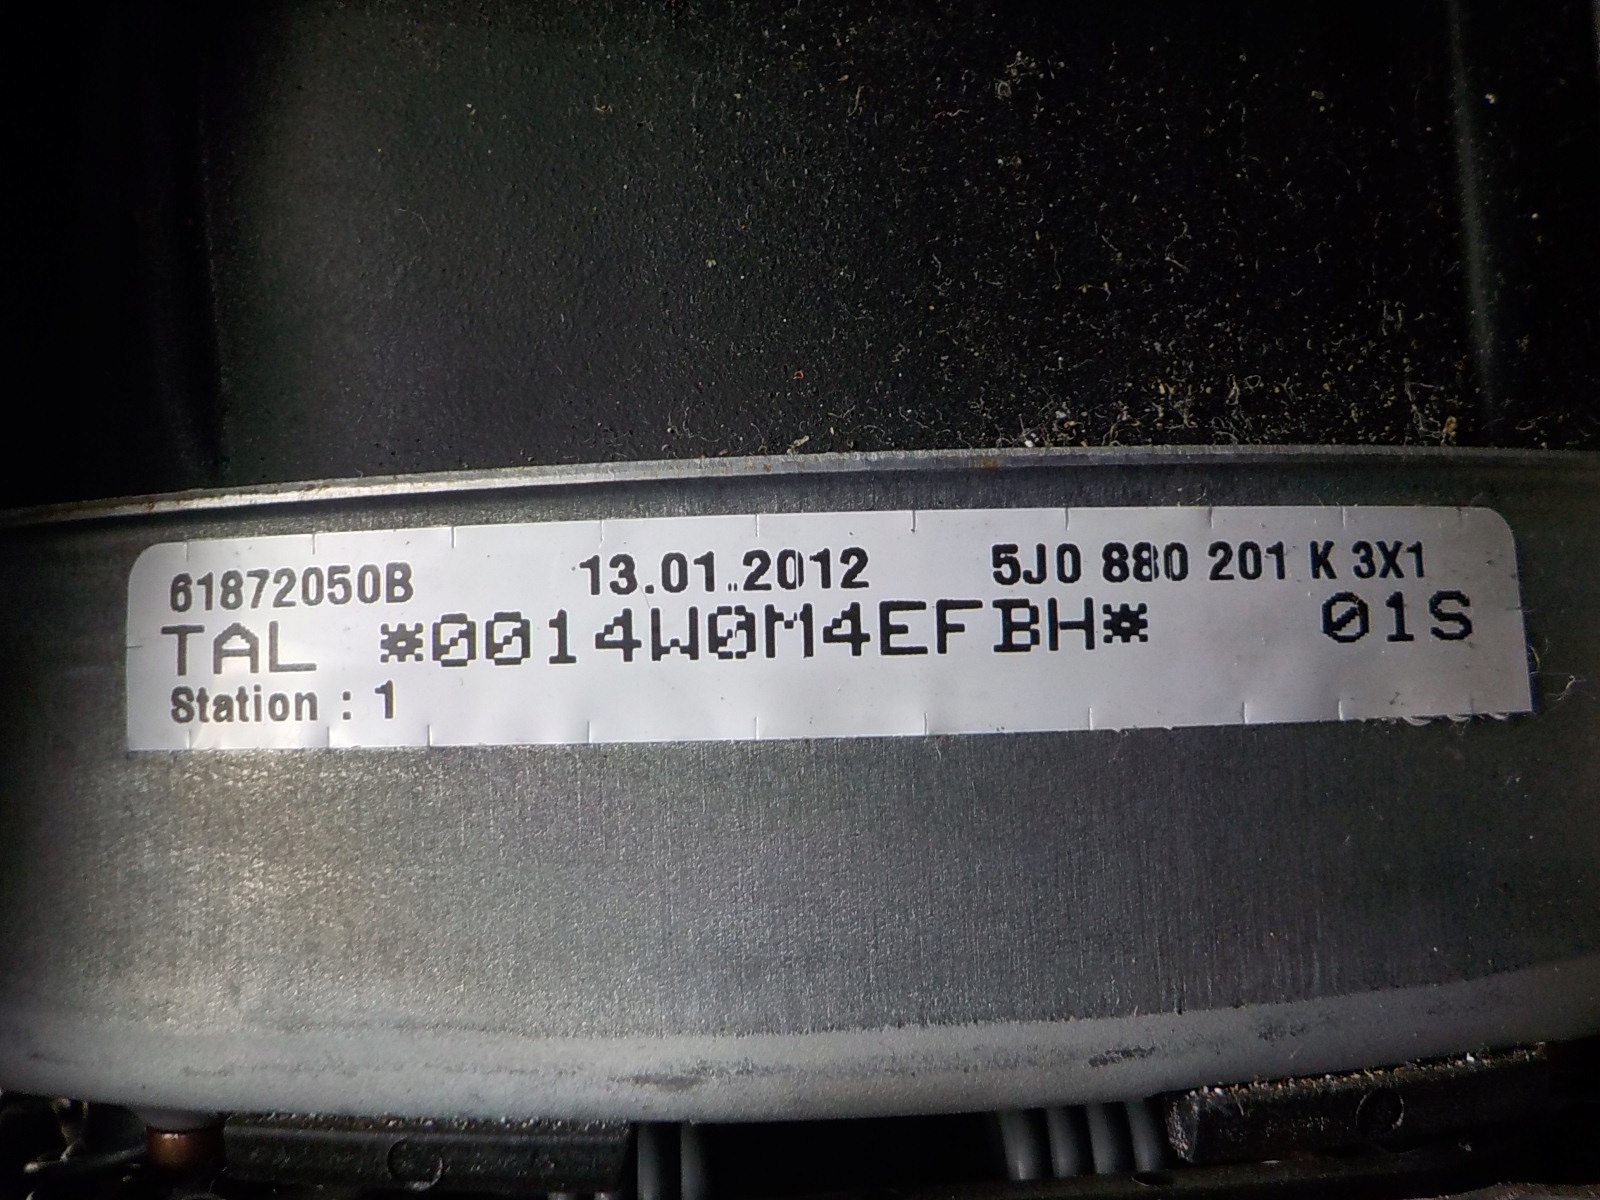 61872050B 13.01.2012 5J0 880 201 K 3X1
TAL *0014W0M4EFBH* 01S
Station : 1